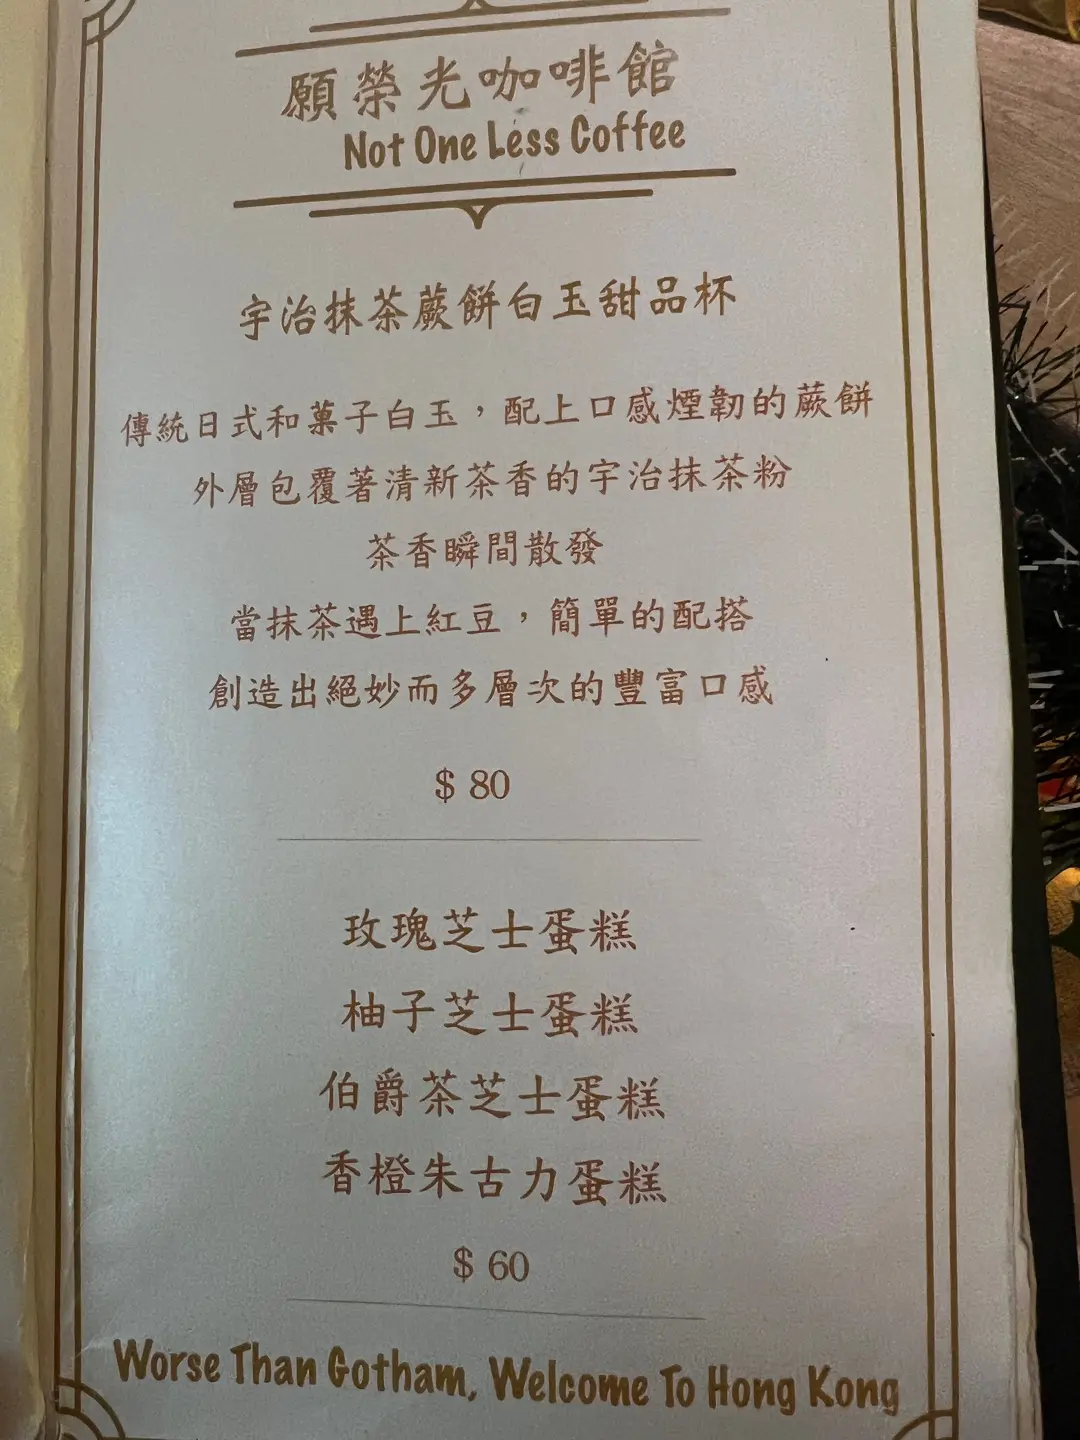 願榮光咖啡館
Not One Less Coffee
宇治抹茶蕨餅白玉甜品杯
傳統日式和菓子白玉，配上口感煙韌的蕨餅
外層包覆著清新茶香的宇治抹茶粉
茶香瞬間散發
當抹茶遇上紅豆，簡單的配搭
創造出絕妙而多層次的豐富口感
$ 80
玫瑰芝士蛋糕
柚子芝士蛋糕
伯爵茶芝士蛋糕
香橙朱古力蛋糕
$ 60
Worse Than Gotham, Welcome To Hong Kong